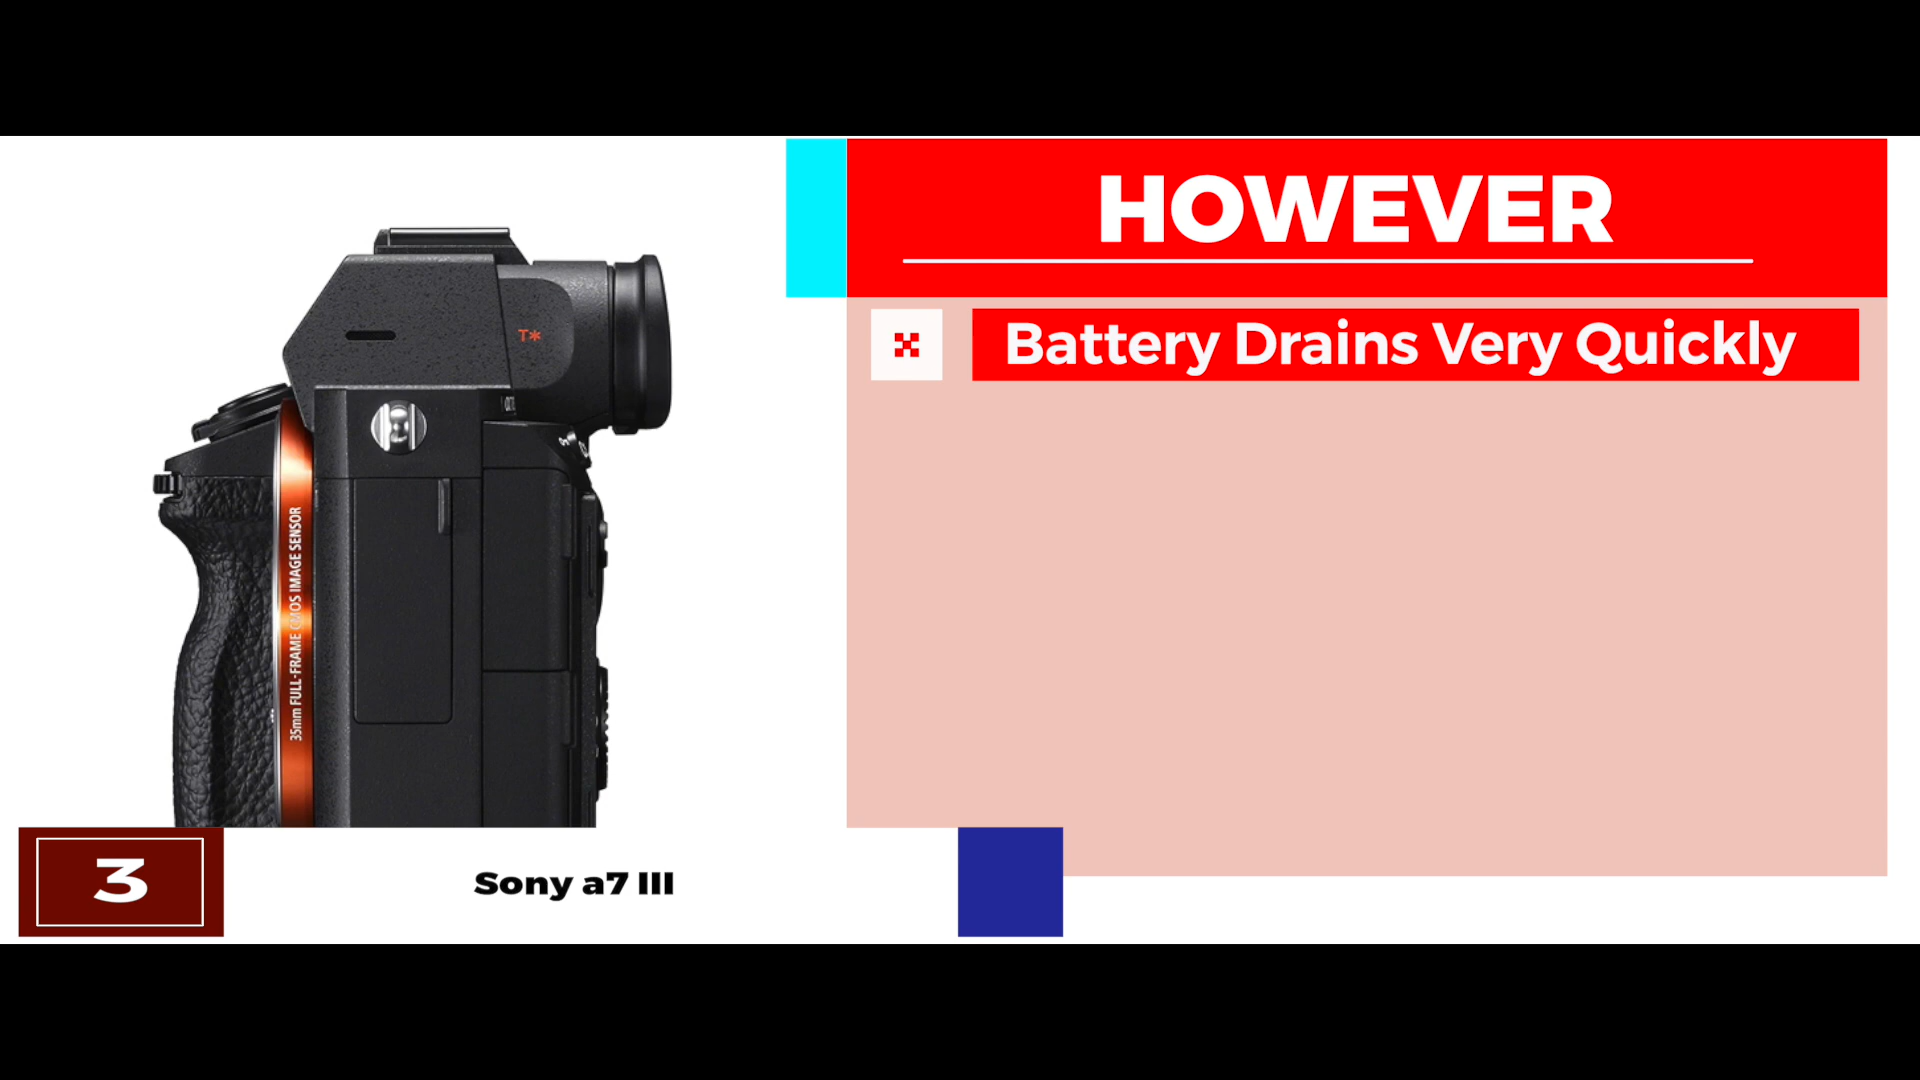 HOWEVER
Battery Drains Very Quickly
T*
35mm FULL-FRAME CMOS IMAGE SENSOR
3
Sony a7 III